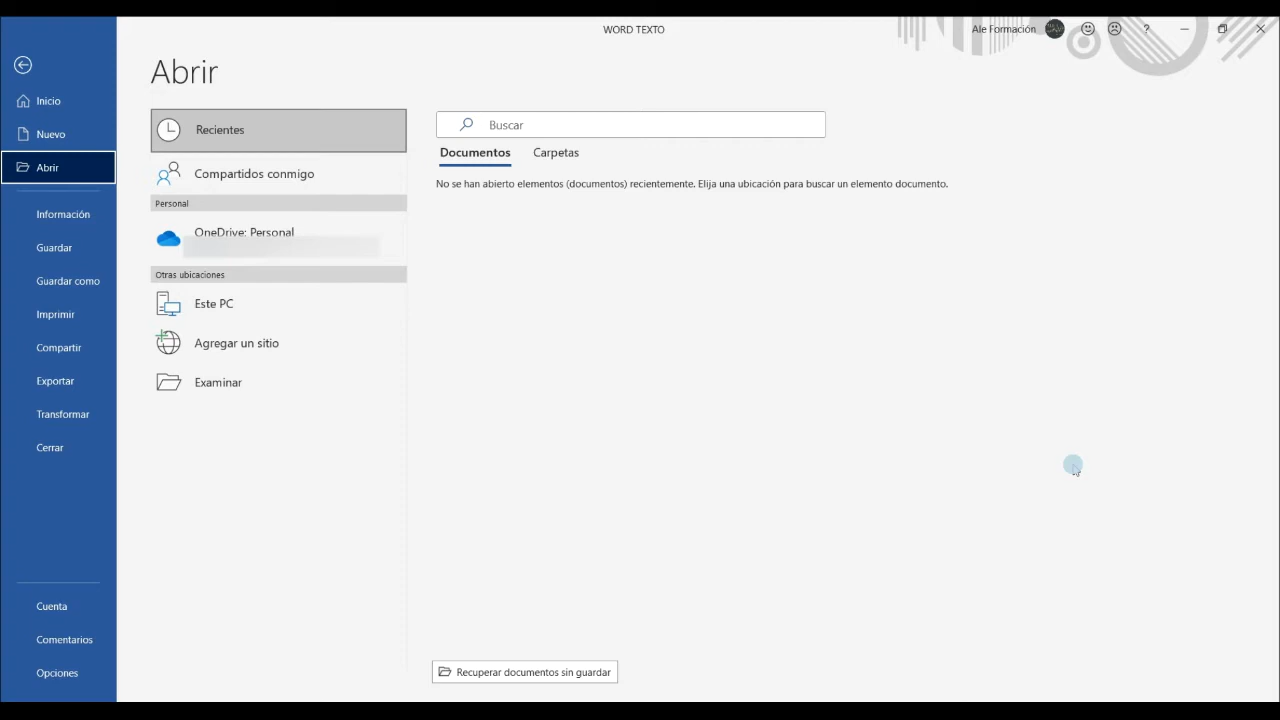 WORD TEXTO
Ale Formación
?
Inicio
Nuevo
Abrir
Información
Guardar
Guardar como
Imprimir
Compartir
Exportar
Transformar
Cerrar
Cuenta
Comentarios
Opciones
Abrir
Recientes
Compartidos conmigo
Personal
OneDrive: Personal
Otras ubicaciones
Este PC
Agregar un sitio
Examinar
Buscar
Documentos Carpetas
No se han abierto elementos (documentos) recientemente. Elija una ubicación para buscar un elemento documento.
Recuperar documentos sin guardar